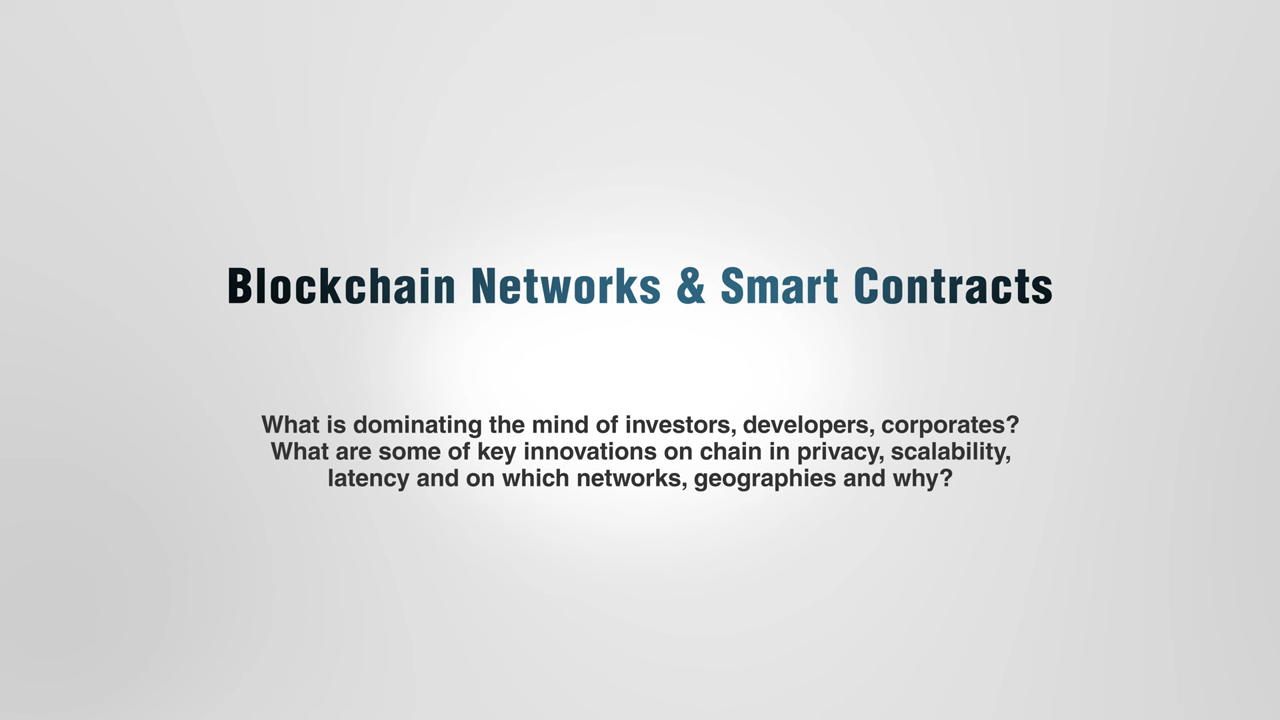 Blockchain Networks & Smart Contracts
What is dominating the mind of investors, developers, corporates?
What are some of key innovations on chain in privacy, scalability,
latency and on which networks, geographies and why?